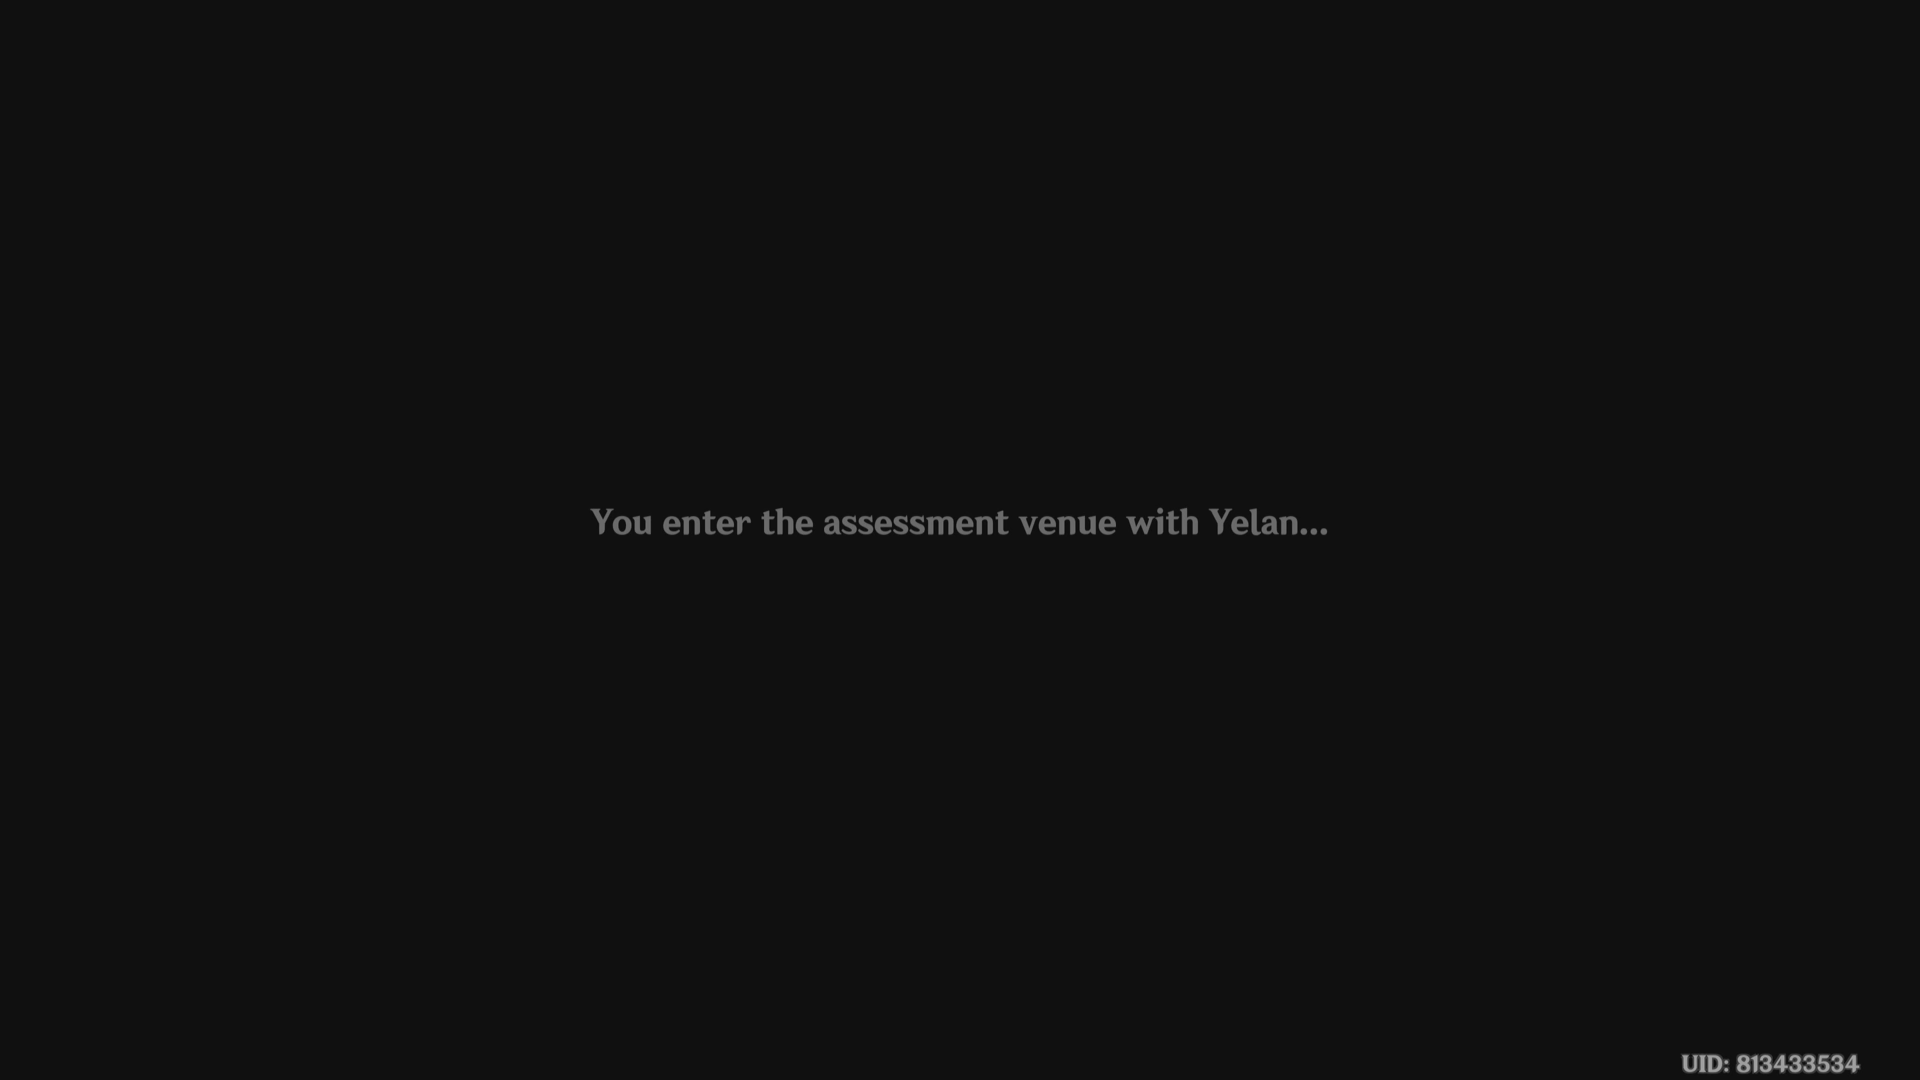 You enter the assessment venue with Yelan...
UID: 813433534